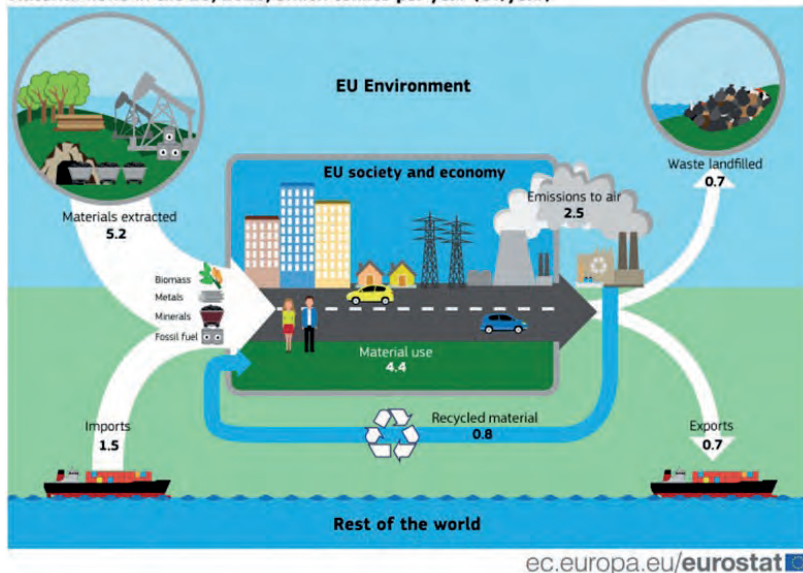 EU Environment
Waste landfilled
0.7
EU society and economy
Emissions to air
2.5
Materials extracted
5.2
Biomass
Metals
Minerals
Fossil fuel
Material use
4.4
Imports
1.5
Recycled material
0.8
Exports
0.7
Rest of the world
ec.europa.eu/eurostat